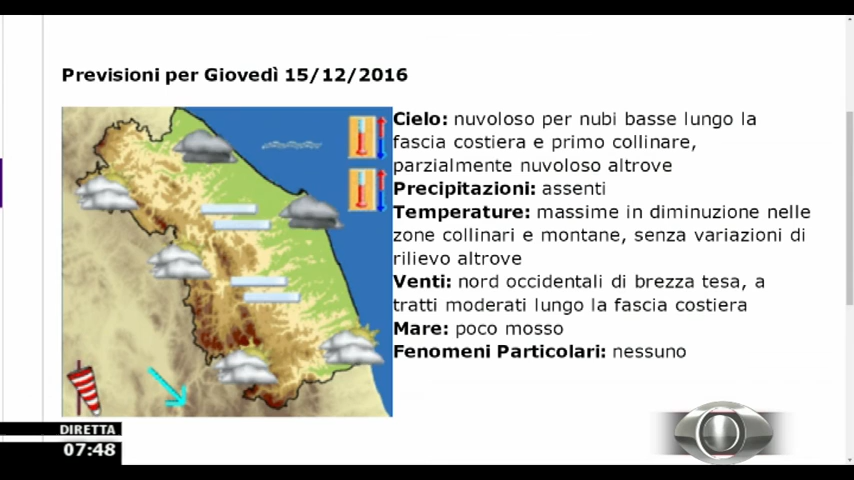 Previsioni per Giovedì 15/12/2016
Cielo: nuvoloso per nubi basse lungo la
fascia costiera e primo collinare,
parzialmente nuvoloso altrove
Precipitazioni: assenti
Temperature: massime in diminuzione nelle
zone collinari e montane, senza variazioni di
rilievo altrove
Venti: nord occidentali di brezza tesa, a
tratti moderati lungo la fascia costiera
Mare: poco mosso
Fenomeni Particolari: nessuno
DIRETTA
07:48